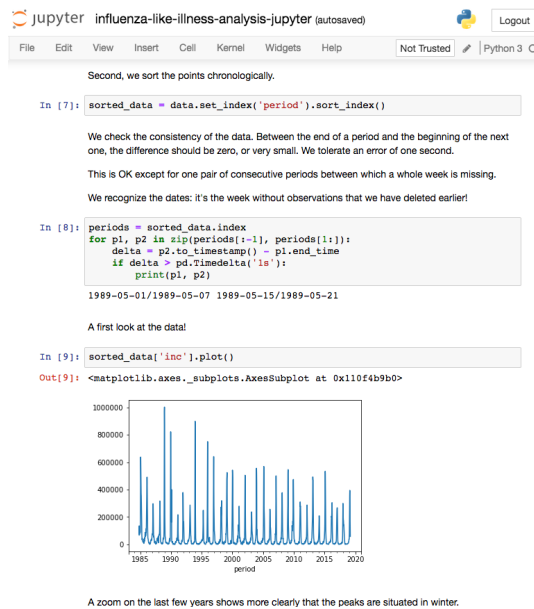 jupyter influenza-like-illness-analysis-jupyter (autosaved)
Logout
File Edit View Insert Cell Kernel Widgets Help
Not Trusted Python 3
Second, we sort the points chronologically.
In [7]: sorted_data = data.set_index('period').sort_index()
We check the consistency of the data. Between the end of a period and the beginning of the next
one, the difference should be zero, or very small. We tolerate an error of one second.
This is OK except for one pair of consecutive periods between which a whole week is missing.
We recognize the dates: it's the week without observations that we have deleted earlier!
In [8]: periods = sorted_data.index
for p1, p2 in zip(periods[:-1], periods[1:]):
delta = p2.to_timestamp() - p1.end_time
if delta > pd.Timedelta('1s'):
print(p1, p2)
1989-05-01/1989-05-07 1989-05-15/1989-05-21
A first look at the data!
In [9]: sorted_data['inc'].plot()
Out[9]: <matplotlib.axes._subplots.AxesSubplot at 0x110f4b9b0>
1000000
800000
600000
400000
200000
0
1985 1990 1995 2000 2005 2010 2015 2020
period
A zoom on the last few years shows more clearly that the peaks are situated in winter.